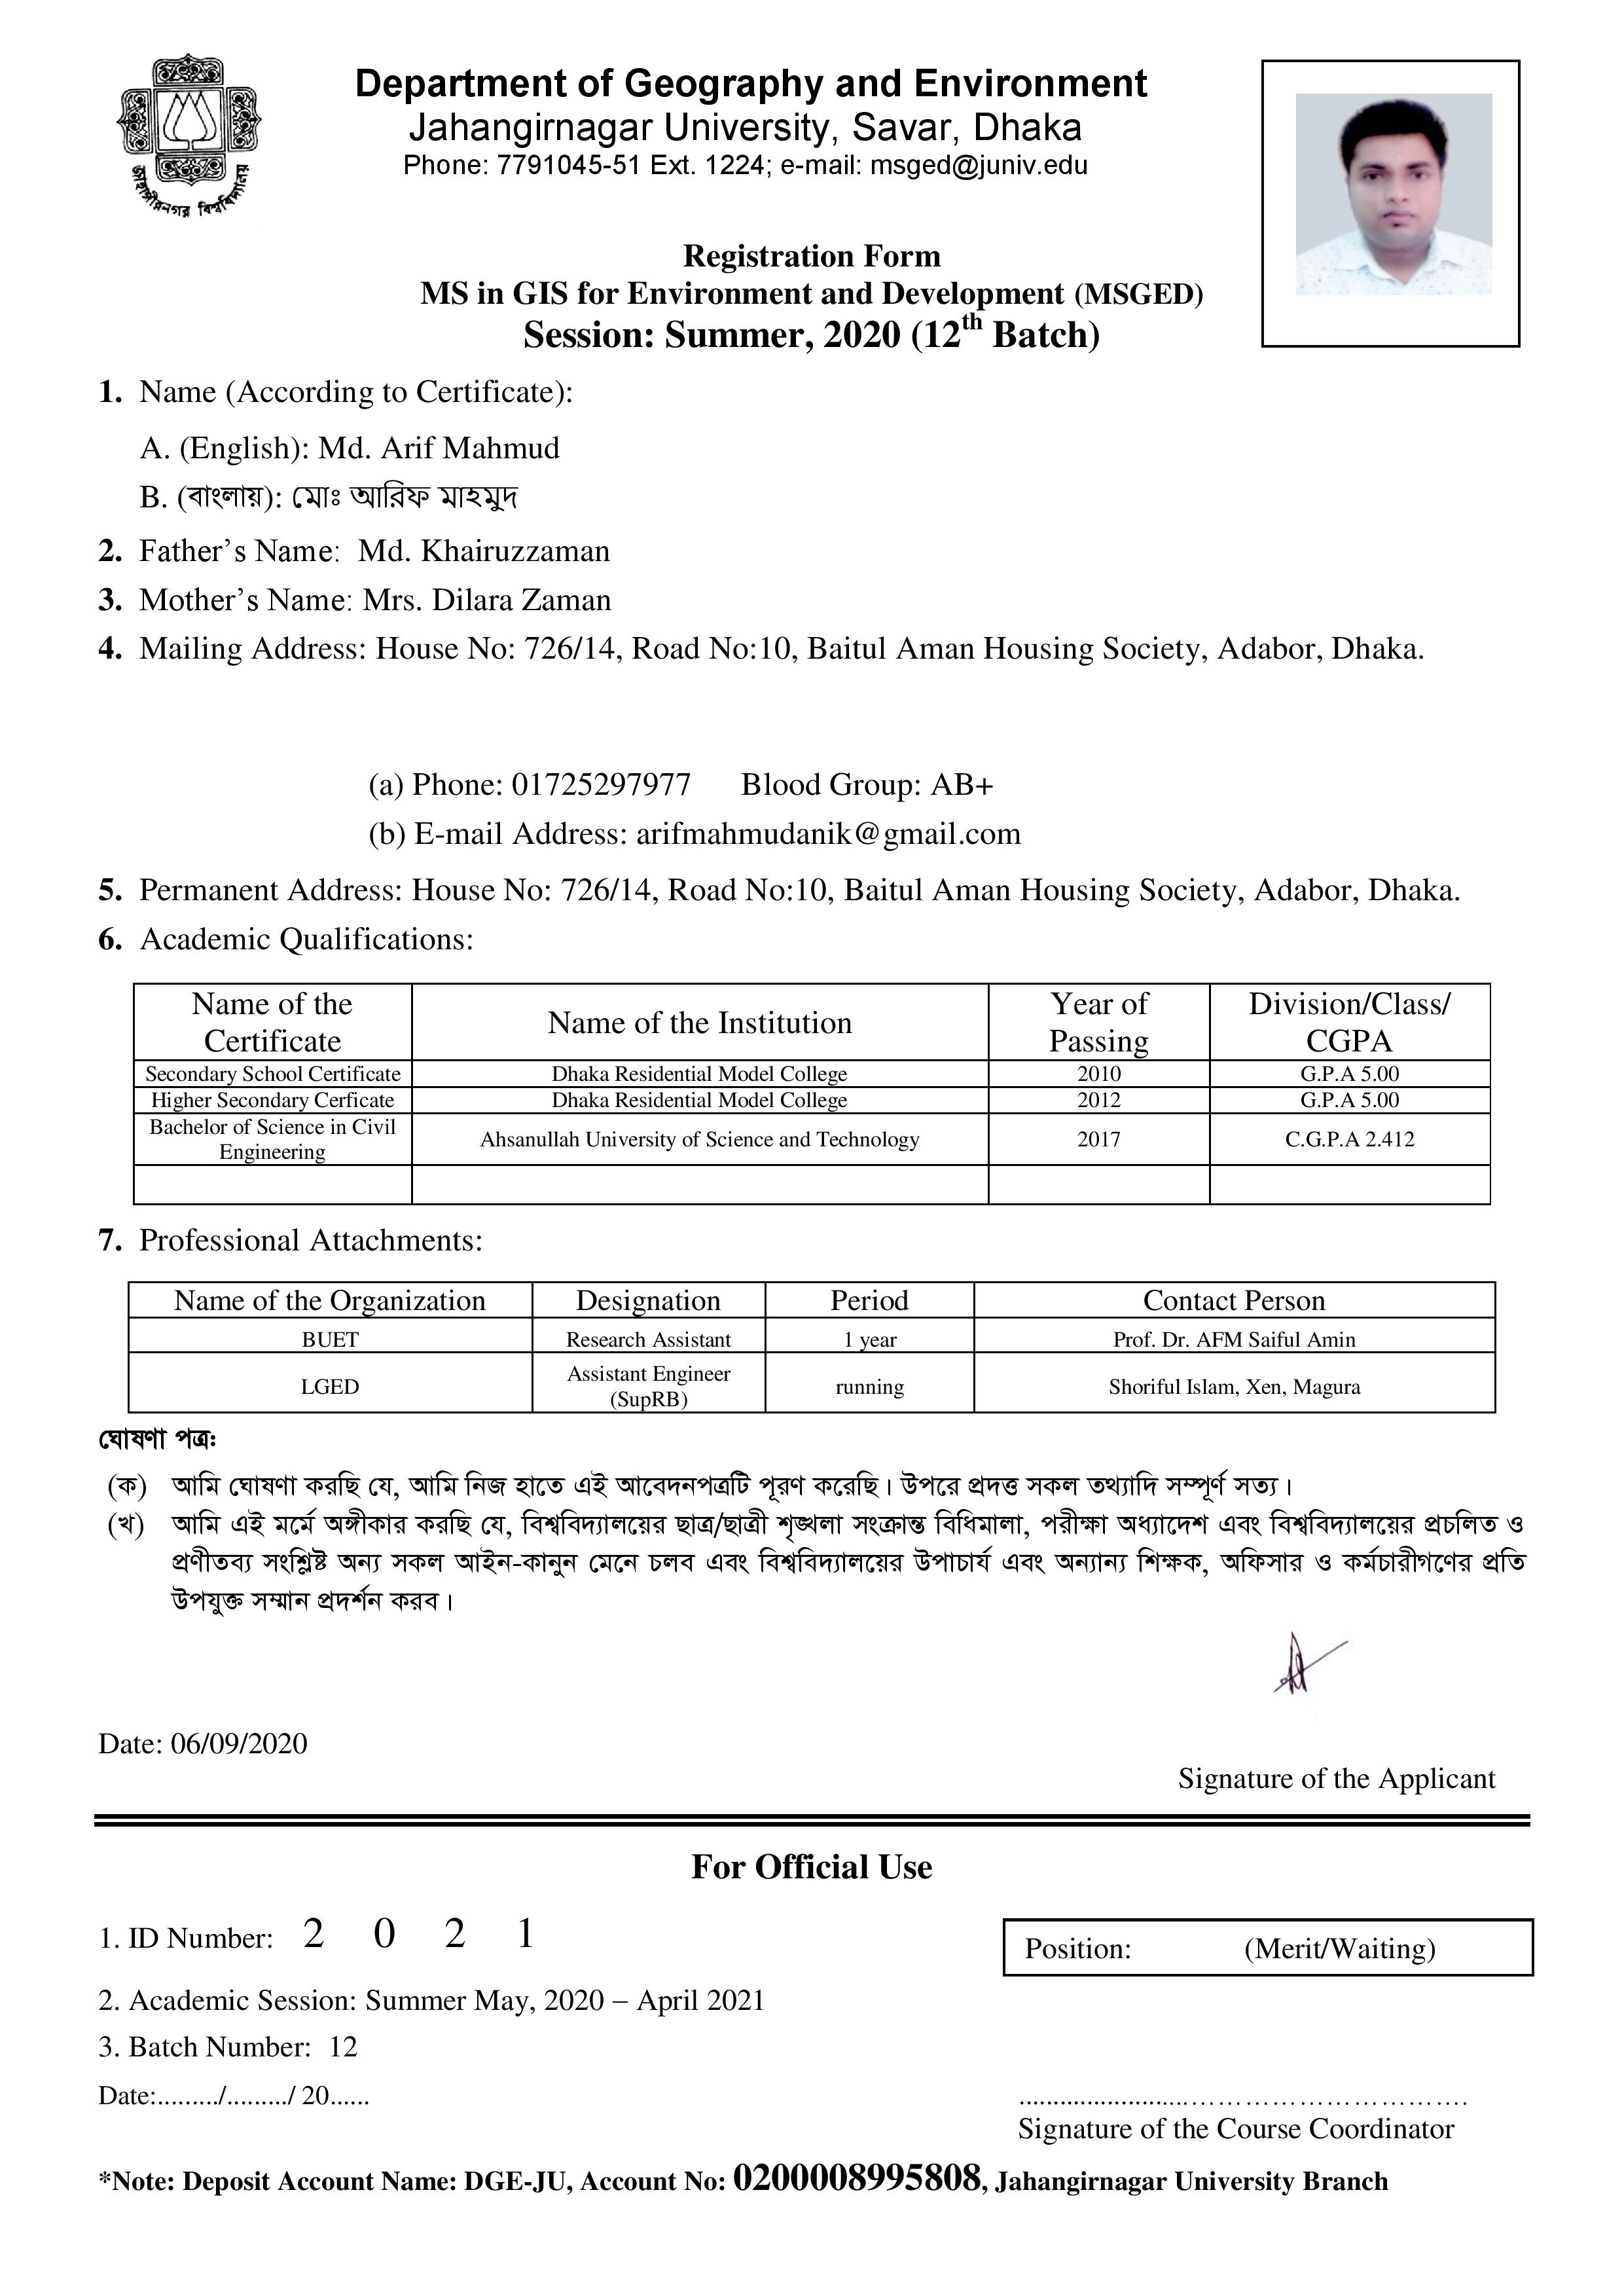 জাহাঙ্গীরনগর বিশ্ববিদ্যালয়
Department of Geography and Environment
Jahangirnagar University, Savar, Dhaka
Phone: 7791045-51 Ext. 1224; e-mail: msged@juniv.edu
Registration Form
MS in GIS for Environment and Development (MSGED)
Session: Summer, 2020 (12th Batch)
1. Name (According to Certificate):
A. (English): Md. Arif Mahmud
B. (বাংলায়): মোঃ আরিফ মাহমুদ
2. Father’s Name: Md. Khairuzzaman
3. Mother’s Name: Mrs. Dilara Zaman
4. Mailing Address: House No: 726/14, Road No:10, Baitul Aman Housing Society, Adabor, Dhaka.
(a) Phone: 01725297977 Blood Group: AB+
(b) E-mail Address: arifmahmudanik@gmail.com
5. Permanent Address: House No: 726/14, Road No:10, Baitul Aman Housing Society, Adabor, Dhaka.
6. Academic Qualifications:
Name of the Certificate Name of the Institution Year of Passing Division/Class/ CGPA
Secondary School Certificate Dhaka Residential Model College 2010 G.P.A 5.00
Higher Secondary Cerficate Dhaka Residential Model College 2012 G.P.A 5.00
Bachelor of Science in Civil Engineering Ahsanullah University of Science and Technology 2017 C.G.P.A 2.412
7. Professional Attachments:
Name of the Organization Designation Period Contact Person
BUET Research Assistant 1 year Prof. Dr. AFM Saiful Amin
LGED Assistant Engineer (SupRB) running Shoriful Islam, Xen, Magura
ঘোষণা পত্র:
(ক) আমি ঘোষণা করছি যে, আমি নিজ হাতে এই আবেদনপত্রটি পূরণ করেছি। উপরে প্রদত্ত সকল তথ্যাদি সম্পূর্ণ সত্য।
(খ) আমি এই মর্মে অঙ্গীকার করছি যে, বিশ্ববিদ্যালয়ের ছাত্র/ছাত্রী শৃঙ্খলা সংক্রান্ত বিধিমালা, পরীক্ষা অধ্যাদেশ এবং বিশ্ববিদ্যালয়ের প্রচলিত ও
প্রণীতব্য সংশ্লিষ্ট অন্য সকল আইন-কানুন মেনে চলব এবং বিশ্ববিদ্যালয়ের উপাচার্য এবং অন্যান্য শিক্ষক, অফিসার ও কর্মচারীগণের প্রতি
উপযুক্ত সম্মান প্রদর্শন করব।
Date: 06/09/2020
Signature of the Applicant
For Official Use
1. ID Number: 2 0 2 1
Position: (Merit/Waiting)
2. Academic Session: Summer May, 2020 – April 2021
3. Batch Number: 12
Date:........./........./ 20......
Signature of the Course Coordinator
*Note: Deposit Account Name: DGE-JU, Account No: 0200008995808, Jahangirnagar University Branch